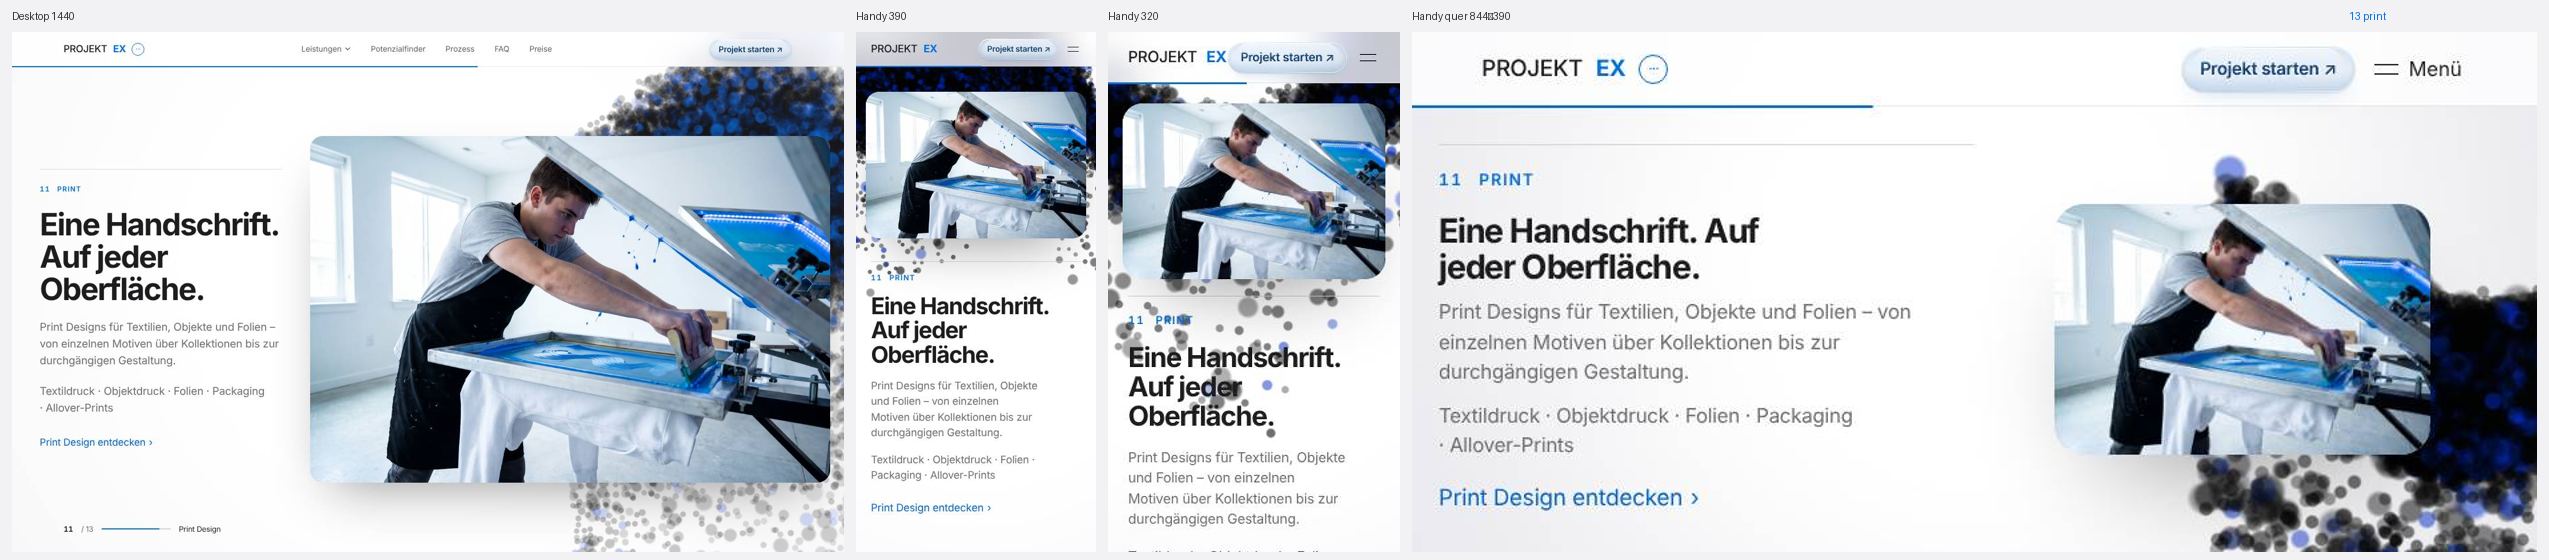 Desktop 1440
PROJEKT EX
Leistungen Potenzialfinder Prozess FAQ Preise
Projekt starten ↗
11 PRINT
Eine Handschrift.
Auf jeder
Oberfläche.
Print Designs für Textilien, Objekte und Folien –
von einzelnen Motiven über Kollektionen bis zur
durchgängigen Gestaltung.
Textildruck · Objektdruck · Folien · Packaging
· Allover-Prints
Print Design entdecken ›
11 / 13 Print Design
Handy 390
PROJEKT EX
Projekt starten ↗
11 PRINT
Eine Handschrift.
Auf jeder
Oberfläche.
Print Designs für Textilien, Objekte
und Folien – von einzelnen
Motiven über Kollektionen bis zur
durchgängigen Gestaltung.
Textildruck · Objektdruck · Folien ·
Packaging · Allover-Prints
Print Design entdecken ›
Handy 320
PROJEKT EX
Projekt starten ↗
11 PRINT
Eine Handschrift.
Auf jeder
Oberfläche.
Print Designs für Textilien, Objekte
und Folien – von einzelnen
Motiven über Kollektionen bis zur
durchgängigen Gestaltung.
Handy quer
13 print
PROJEKT EX
Projekt starten ↗
Menü
11 PRINT
Eine Handschrift. Auf
jeder Oberfläche.
Print Designs für Textilien, Objekte und Folien – von
einzelnen Motiven über Kollektionen bis zur
durchgängigen Gestaltung.
Textildruck · Objektdruck · Folien · Packaging
· Allover-Prints
Print Design entdecken ›